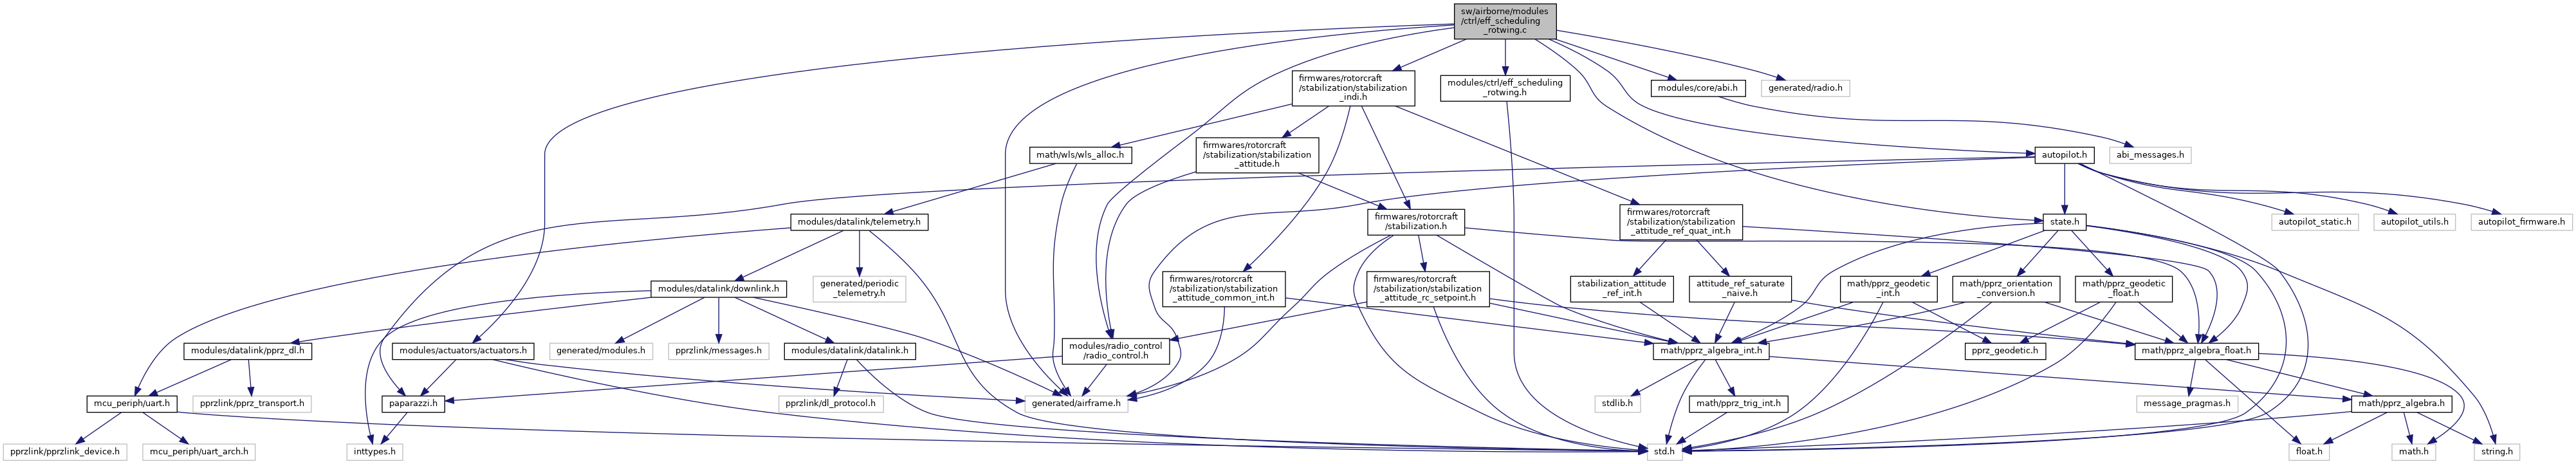 sw/airborne/modules
/ctrl/eff_scheduling
_rotwing.c
firmwares/rotorcraft
/stabilization/stabilization
_indi.h
modules/ctrl/eff_scheduling
_rotwing.h
modules/core/abi.h
generated/radio.h
math/wls/wls_alloc.h
firmwares/rotorcraft
/stabilization/stabilization
_attitude.h
autopilot.h
abi_messages.h
modules/datalink/telemetry.h
firmwares/rotorcraft
/stabilization.h
firmwares/rotorcraft
/stabilization/stabilization
_attitude_ref_quat_int.h
state.h
autopilot_static.h
autopilot_utils.h
autopilot_firmware.h
modules/datalink/downlink.h
generated/periodic
_telemetry.h
firmwares/rotorcraft
/stabilization/stabilization
_attitude_common_int.h
firmwares/rotorcraft
/stabilization/stabilization
_attitude_rc_setpoint.h
stabilization_attitude
_ref_int.h
attitude_ref_saturate
_naive.h
math/pprz_geodetic
_int.h
math/pprz_orientation
_conversion.h
math/pprz_geodetic
_float.h
modules/datalink/pprz_dl.h
modules/actuators/actuators.h
generated/modules.h
pprzlink/messages.h
modules/datalink/datalink.h
modules/radio_control
/radio_control.h
math/pprz_algebra_int.h
pprz_geodetic.h
math/pprz_algebra_float.h
mcu_periph/uart.h
pprzlink/pprz_transport.h
paparazzi.h
pprzlink/dl_protocol.h
generated/airframe.h
stdlib.h
math/pprz_trig_int.h
message_pragmas.h
math/pprz_algebra.h
pprzlink/pprzlink_device.h
mcu_periph/uart_arch.h
inttypes.h
std.h
float.h
math.h
string.h